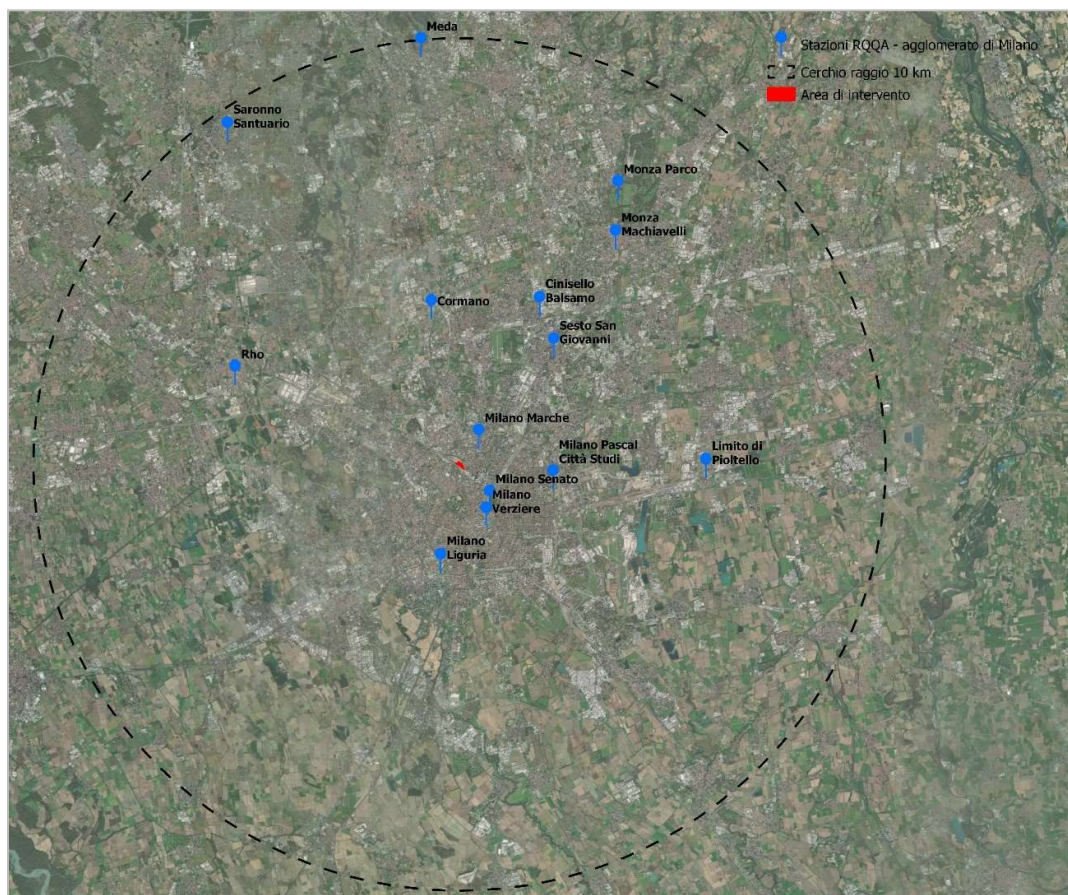 Meda
Stazioni RQQA - agglomerato di Milano
Cerchio raggio 10 km
Area di intervento
Saronno
Santuario
Monza Parco
Monza
Machiavelli
Cinisello
Balsamo
Cormano
Sesto San
Giovanni
Rho
Milano Marche
Milano Pascal
Città Studi
Limito di
Pioltello
Milano Senato
Milano
Verziere
Milano
Liguria